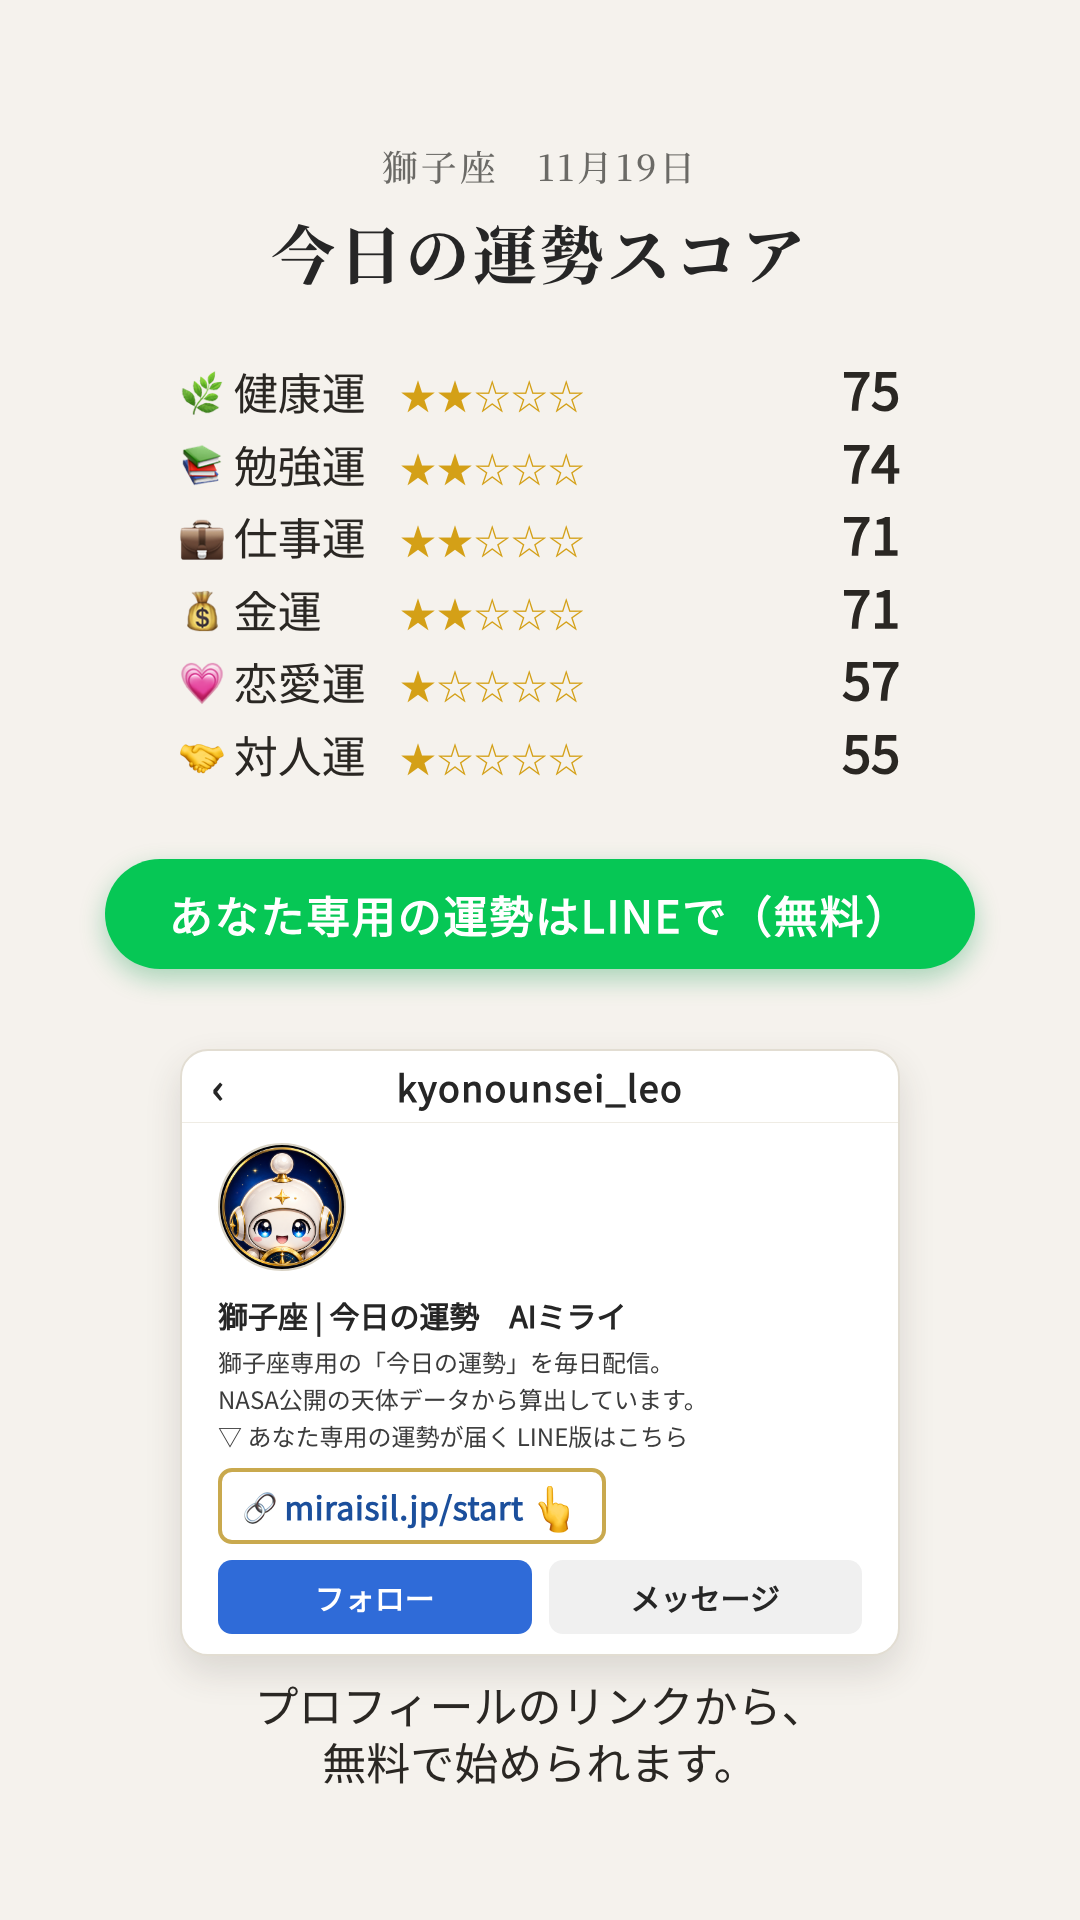 獅子座　11月19日
今日の運勢スコア
🌿 健康運 ★★☆☆☆ 75
📚 勉強運 ★★☆☆☆ 74
💼 仕事運 ★★☆☆☆ 71
💰 金運 ★★☆☆☆ 71
💗 恋愛運 ★☆☆☆☆ 57
🤝 対人運 ★☆☆☆☆ 55
あなた専用の運勢はLINEで（無料）
‹ kyonounsei_leo
獅子座 | 今日の運勢　AIミライ
獅子座専用の「今日の運勢」を毎日配信。
NASA公開の天体データから算出しています。
▽ あなた専用の運勢が届く LINE版はこちら
🔗 miraisil.jp/start 👆
フォロー メッセージ
プロフィールのリンクから、
無料で始められます。